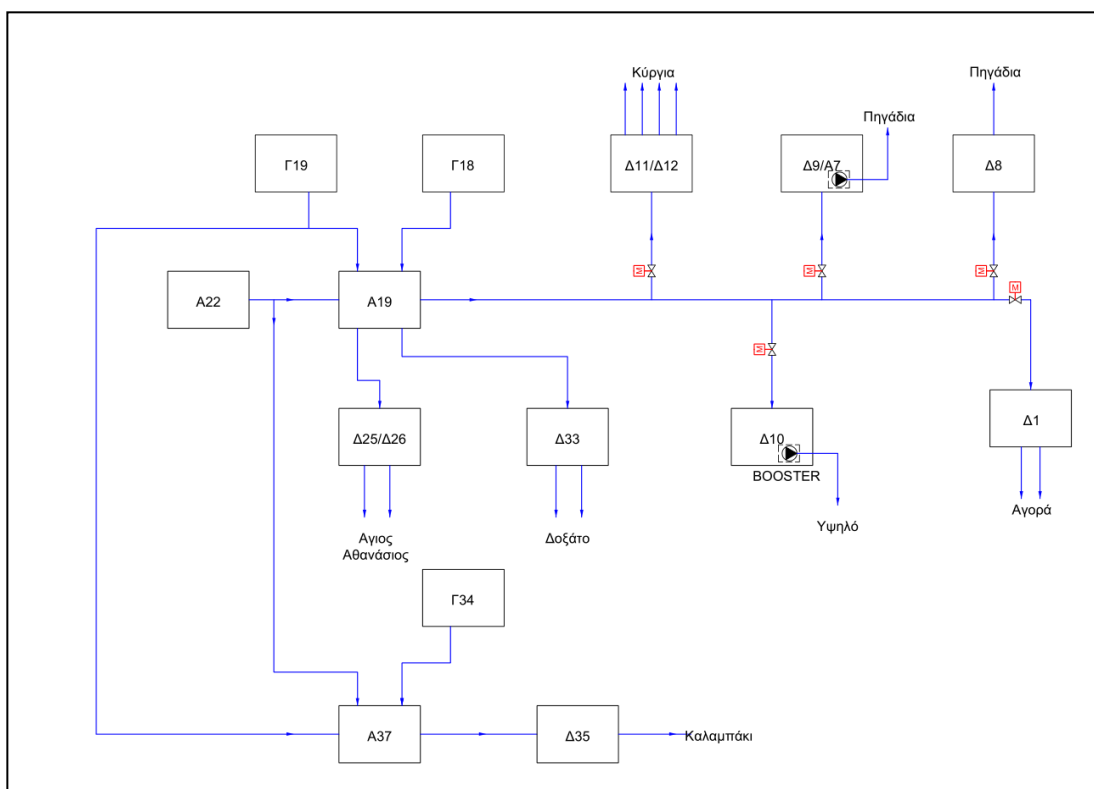 Κύργια
Πηγάδια
Πηγάδια
Γ19
Γ18
Δ11/Δ12
Δ9/Α7
Δ8
M
M
M
M
Α22
Α19
M
Δ25/Δ26
Δ33
Δ10
BOOSTER
Δ1
Αγιος
Αθανάσιος
Δοξάτο
Υψηλό
Αγορά
Γ34
Α37
Δ35
Καλαμπάκι